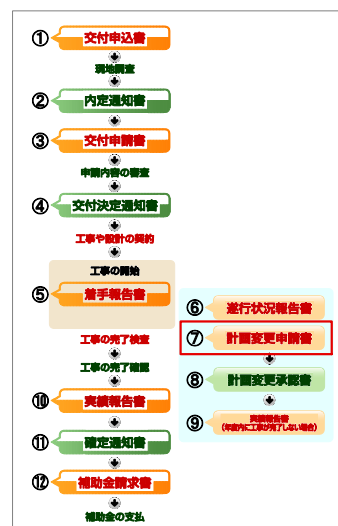 ① 交付申込書
現地調査
② 内定通知書
③ 交付申請書
申請内容の審査
④ 交付決定通知書
工事や設計の契約
工事の開始
⑤ 着手報告書
工事の完了検査
工事の完了確認
⑩ 実績報告書
⑪ 確定通知書
⑫ 補助金請求書
補助金の支払
⑥ 遂行状況報告書
⑦ 計画変更申請書
⑧ 計画変更承認書
⑨ 実績報告書
(年度内に工事が完了しない場合)